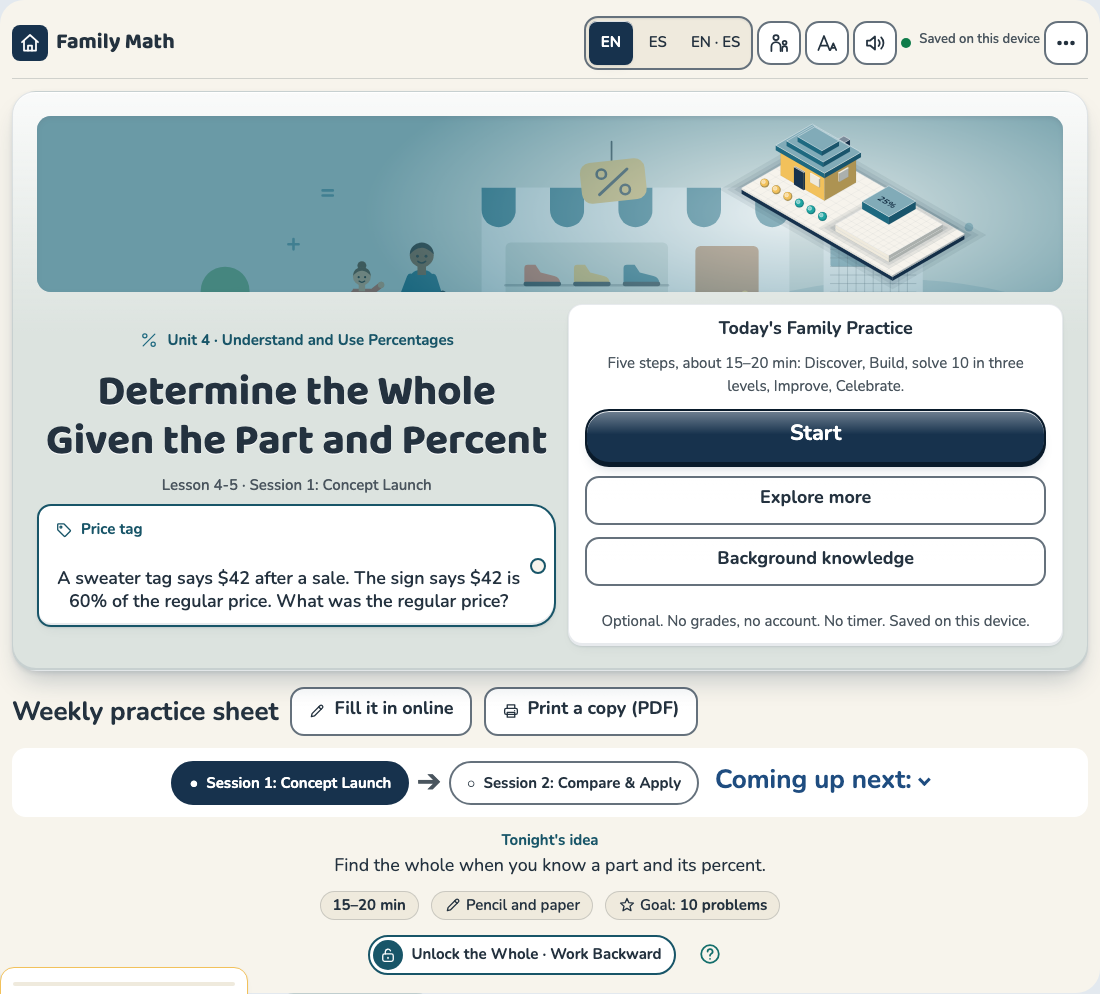 Family Math
EN ES EN · ES
Saved on this device
25%
Unit 4 · Understand and Use Percentages
Determine the Whole
Given the Part and Percent
Lesson 4-5 · Session 1: Concept Launch
Price tag
A sweater tag says $42 after a sale. The sign says $42 is
60% of the regular price. What was the regular price?
Today's Family Practice
Five steps, about 15–20 min: Discover, Build, solve 10 in three
levels, Improve, Celebrate.
Start
Explore more
Background knowledge
Optional. No grades, no account. No timer. Saved on this device.
Weekly practice sheet
Fill it in online
Print a copy (PDF)
Session 1: Concept Launch
Session 2: Compare & Apply
Coming up next:
Tonight's idea
Find the whole when you know a part and its percent.
15–20 min
Pencil and paper
Goal: 10 problems
Unlock the Whole · Work Backward